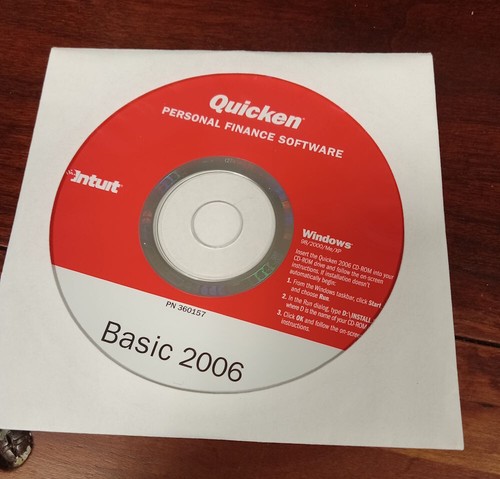 Quicken
PERSONAL FINANCE SOFTWARE
Intuit
Windows
98/2000/Me/XP
Insert the Quicken 2006 CD-ROM into your
CD-ROM drive and follow the on-screen
instructions. If installation doesn't
automatically begin:
1. From the Windows taskbar, click Start
and choose Run.
2. In the Run dialog, type D:\INSTALL
where D is the name of your CD-ROM
3. Click OK and follow the on-screen
instructions.
PN 360157
Basic 2006